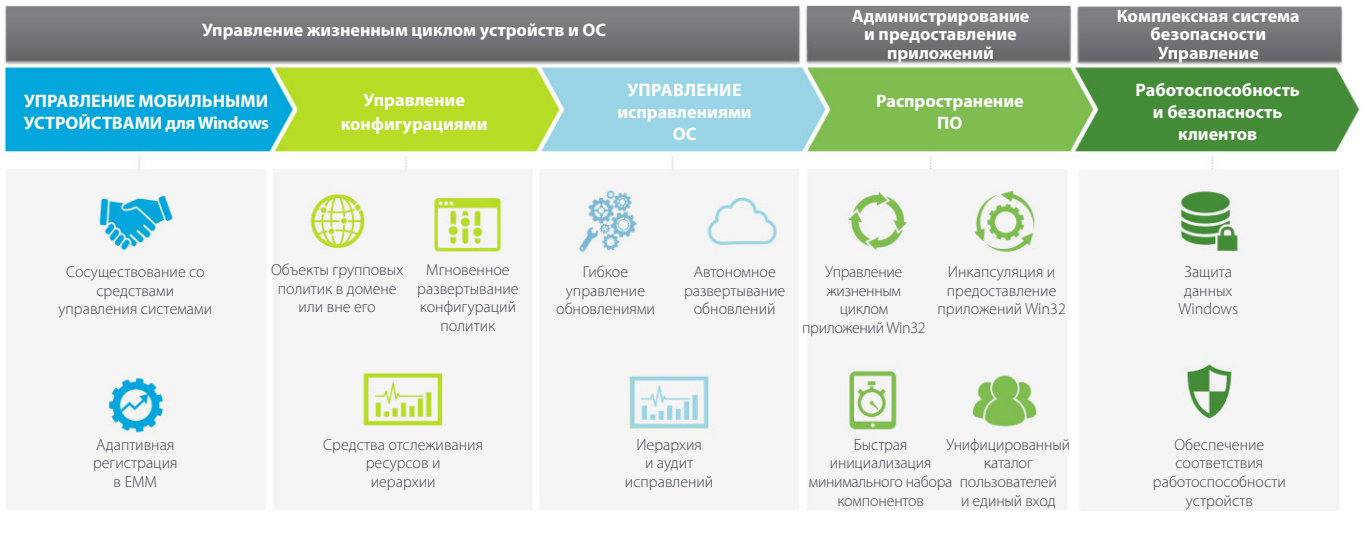 Управление жизненным циклом устройств и ОС
Администрирование
и предоставление
приложений
Комплексная система
безопасности
Управление
УПРАВЛЕНИЕ МОБИЛЬНЫМИ
УСТРОЙСТВАМИ для Windows
Управление
конфигурациями
УПРАВЛЕНИЕ
исправлениями
ОС
Распространение
ПО
Работоспособность
и безопасность
клиентов
Сосуществование со
средствами
управления системами
Объекты групповых
политик в домене
или вне его
Мгновенное
развертывание
конфигураций
политик
Гибкое
управление
обновлениями
Автономное
развертывание
обновлений
Управление
жизненным
циклом
приложений Win32
Инкапсуляция и
предоставление
приложений Win32
Защита
данных
Windows
Адаптивная
регистрация
в EMM
Средства отслеживания
ресурсов и
иерархии
Иерархия
и аудит
исправлений
Быстрая
инициализация
минимального набора
компонентов
Унифицированный
каталог
пользователей
и единый вход
Обеспечение
соответствия
работоспособности
устройств